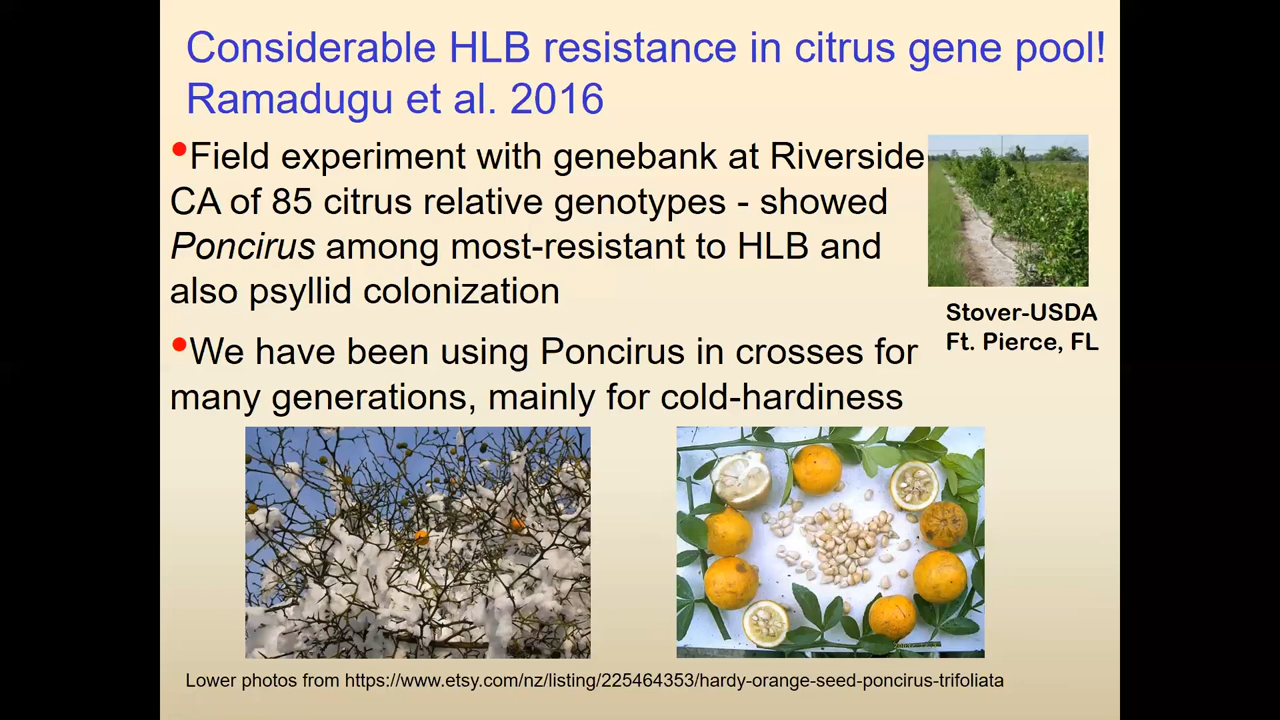 Considerable HLB resistance in citrus gene pool!
Ramadugu et al. 2016
•Field experiment with genebank at Riverside
CA of 85 citrus relative genotypes - showed
Poncirus among most-resistant to HLB and
also psyllid colonization
Stover-USDA
Ft. Pierce, FL
•We have been using Poncirus in crosses for
many generations, mainly for cold-hardiness
Lower photos from https://www.etsy.com/nz/listing/225464353/hardy-orange-seed-poncirus-trifoliata